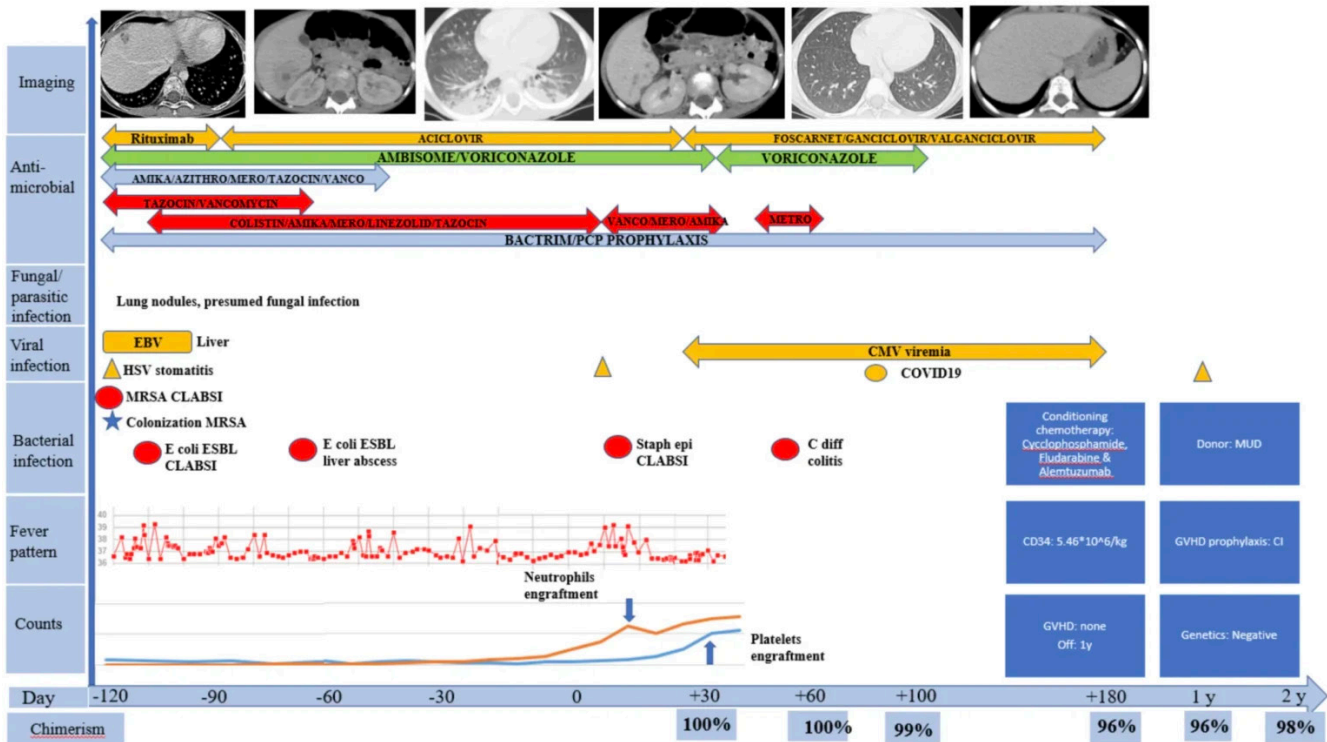 Imaging
Rituximab
ACICLOVIR
FOSCARNET/GANCICLOVIR/VALGANCICLOVIR
Anti-
microbial
AMBISOME/VORICONAZOLE
VORICONAZOLE
AMIKA/AZITHRO/MERO/TAZOCIN/VANCO
TAZOCIN/VANCOMYCIN
COLISTIN/AMIKA/MERO/LINEZOLID/TAZOCIN
VANCO/MERO/AMIKA
METRO
BACTRIM/PCP PROPHYLAXIS
Fungal/
parasitic
infection
Lung nodules, presumed fungal infection
Viral
infection
EBV
Liver
CMV viremia
HSV stomatitis
COVID19
Bacterial
infection
MRSA CLABSI
Colonization MRSA
E coli ESBL
CLABSI
E coli ESBL
liver abscess
Staph epi
CLABSI
C diff
colitis
Conditioning
chemotherapy:
Cycclophosphamide,
Fludarabine &
Alemtuzumab
Donor: MUD
Fever
pattern
40
39
38
37
36
CD34: 5.46*10^6/kg
GVHD prophylaxis: CI
Counts
Neutrophils
engraftment
Platelets
engraftment
GVHD: none
Off: 1y
Genetics: Negative
Day
-120
-90
-60
-30
0
+30
+60
+100
+180
1 y
2 y
Chimerism
100%
100%
99%
96%
96%
98%